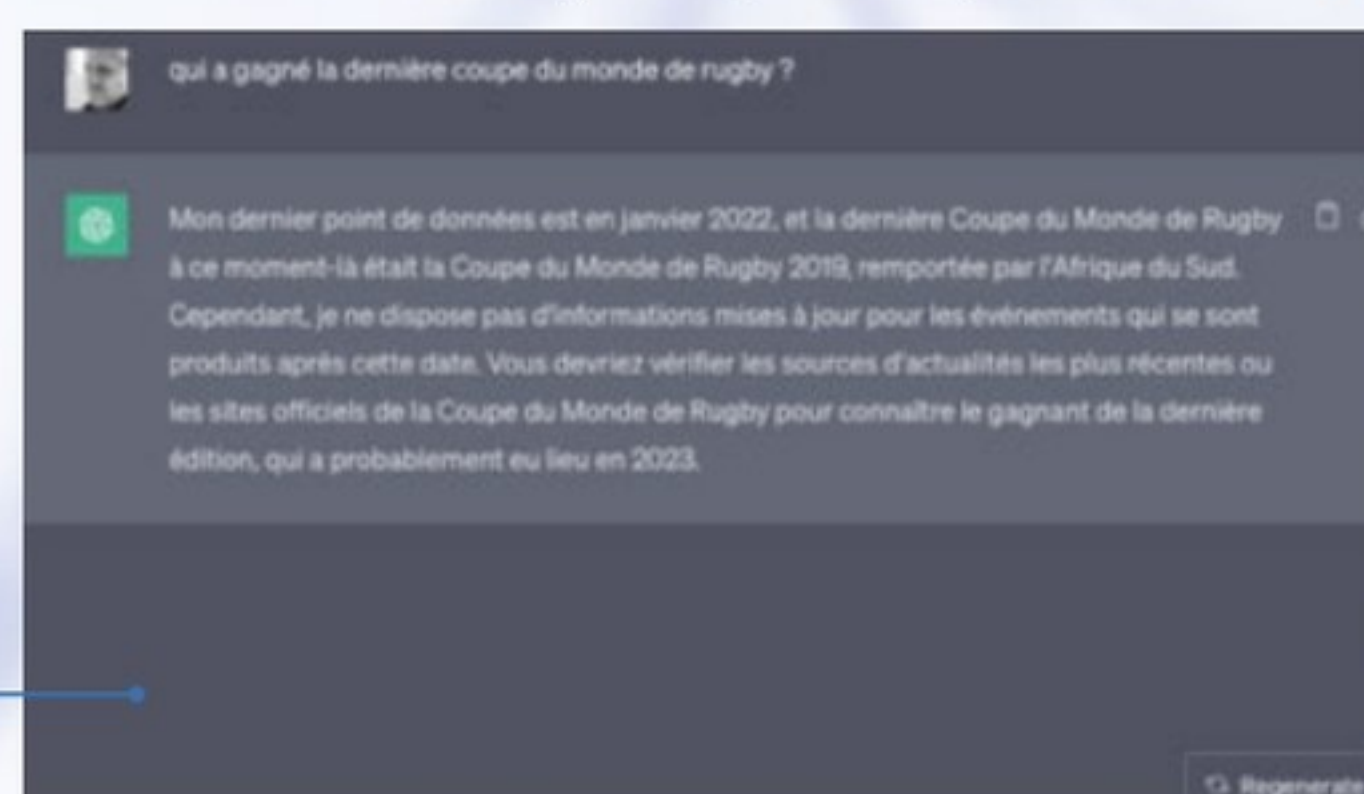 qui a gagné la dernière coupe du monde de rugby ?
Mon dernier point de données est en janvier 2022, et la dernière Coupe du Monde de Rugby
à ce moment-là était la Coupe du Monde de Rugby 2019, remportée par l'Afrique du Sud.
Cependant, je ne dispose pas d'informations mises à jour pour les événements qui se sont
produits après cette date. Vous devriez vérifier les sources d'actualités les plus récentes ou
les sites officiels de la Coupe du Monde de Rugby pour connaître le gagnant de la dernière
édition, qui a probablement eu lieu en 2023.
Regenerate